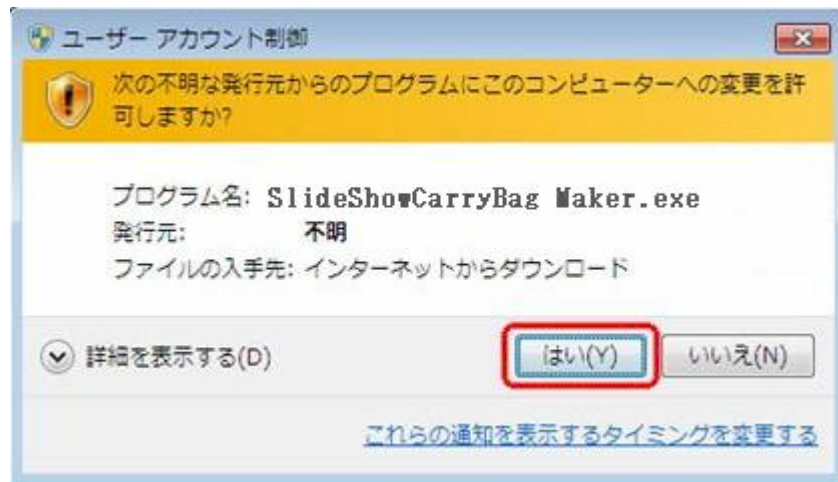 ユーザー アカウント制御
次の不明な発行元からのプログラムにこのコンピューターへの変更を許
可しますか?
プログラム名: SlideShowCarryBag Maker.exe
発行元: 不明
ファイルの入手先: インターネットからダウンロード
詳細を表示する(D) はい(Y) いいえ(N)
これらの通知を表示するタイミングを変更する